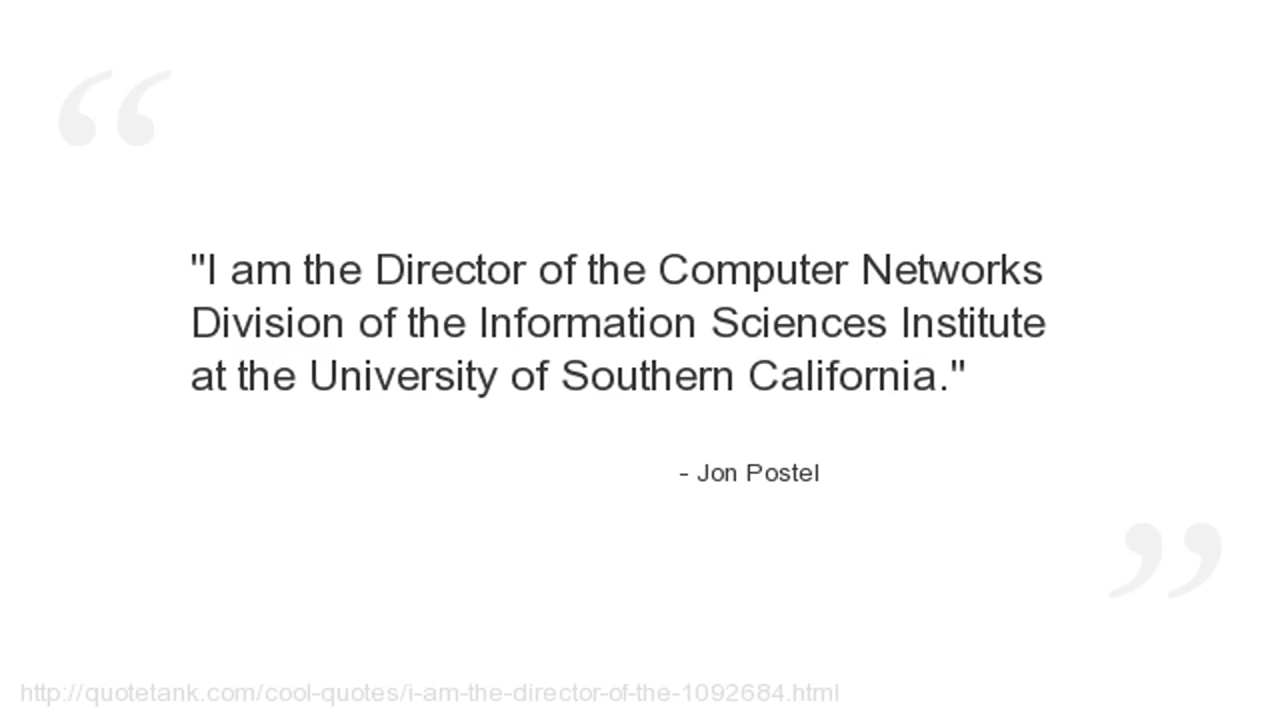 "I am the Director of the Computer Networks
Division of the Information Sciences Institute
at the University of Southern California."
- Jon Postel
http://quotetank.com/cool-quotes/i-am-the-director-of-the-1092684.html